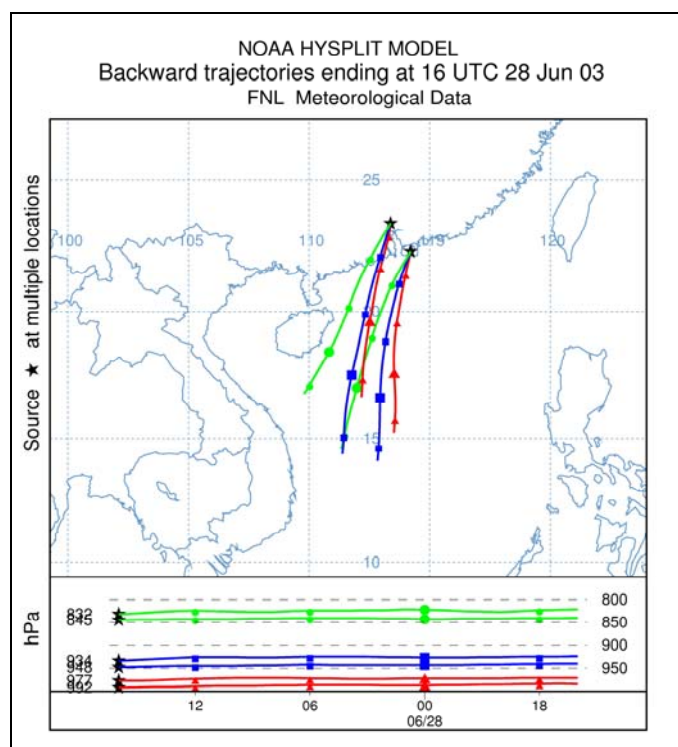 NOAA HYSPLIT MODEL
Backward trajectories ending at 16 UTC 28 Jun 03
FNL Meteorological Data
Source ★ at multiple locations
25
100 105 110 120
15
10
hPa
832
845
934
948
977
992
800
850
900
950
12 06 00 18
06/28